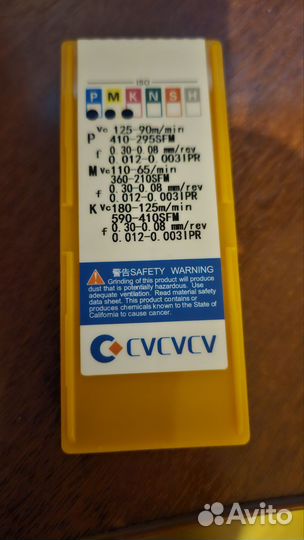 ISO
P M K N S H
Vc 125-90m/min
P 410-295SFM
f 0.30-0.08 mm/rev
0.012-0.003IPR
M Vc110-65/min
360-210SFM
f 0.30-0.08 mm/rev
0.012-0.003IPR
K Vc180-125m/min
590-410SFM
f 0.30-0.08 mm/rev
0.012-0.003IPR
警告SAFETY WARNING
Grinding of this product will produce
dust that is potentially hazardous. Use
adequate ventilation. Read material safety
data sheet. This product contains or
produces chemicals known to the State of
California to cause cancer.
CVCVCV
Avito